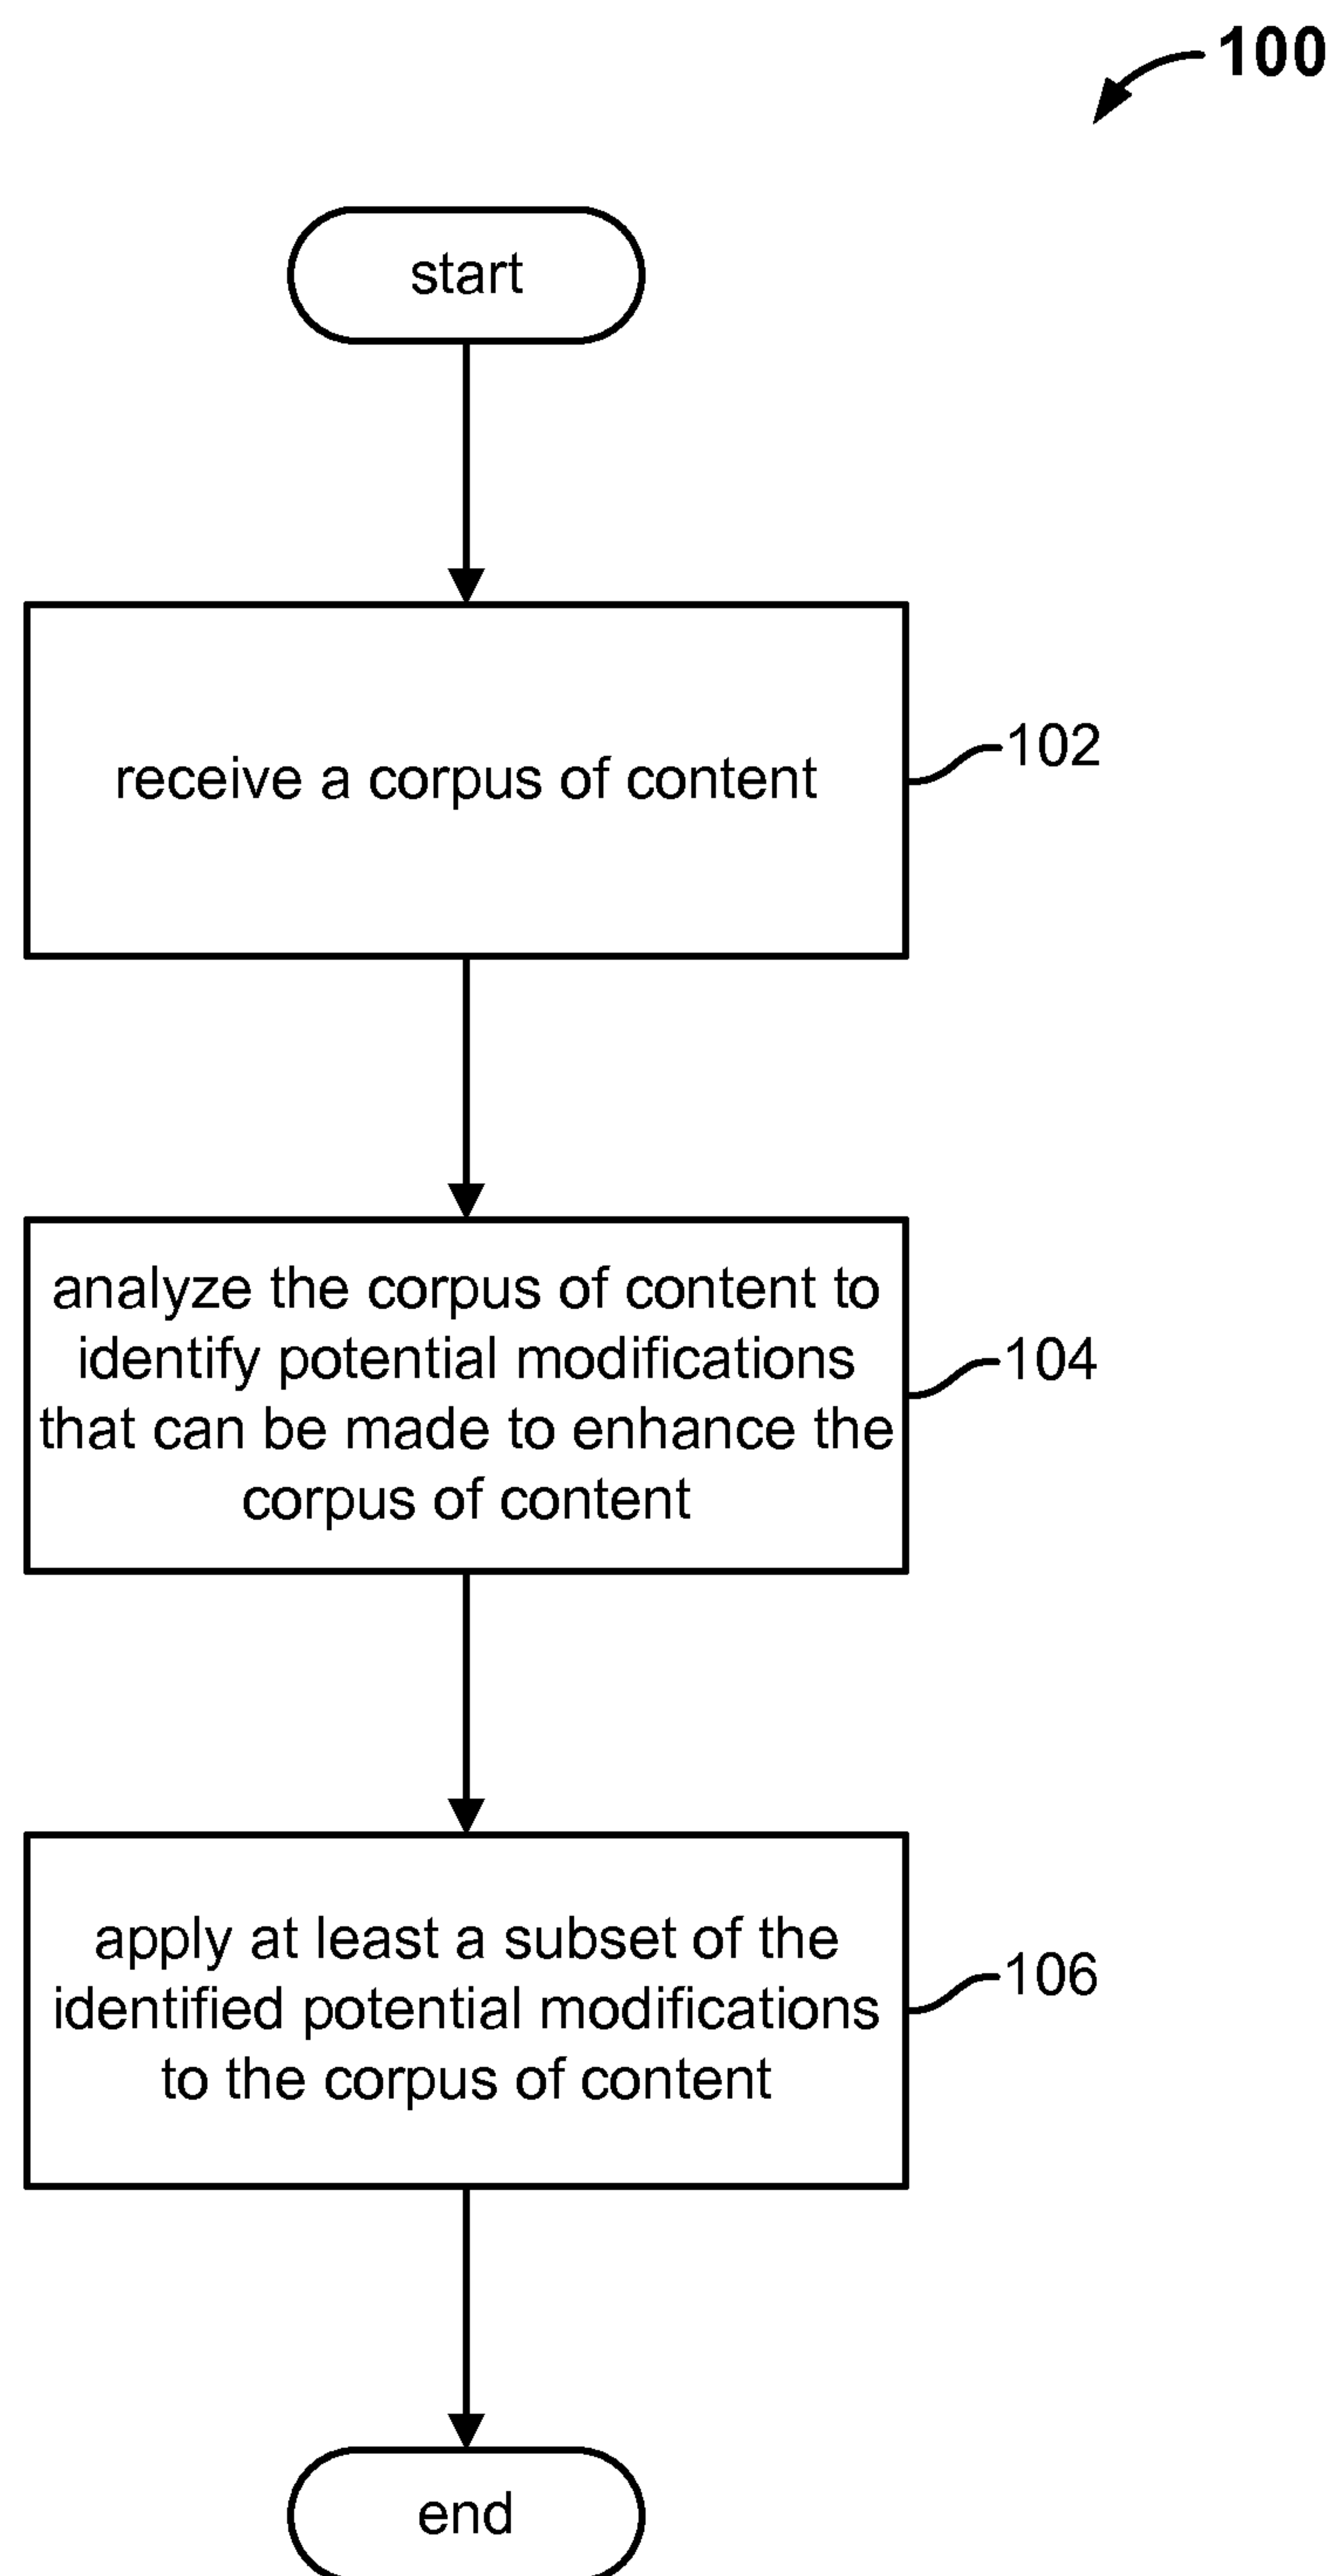 100
start
receive a corpus of content
102
analyze the corpus of content to
identify potential modifications
that can be made to enhance the
corpus of content
104
apply at least a subset of the
identified potential modifications
to the corpus of content
106
end